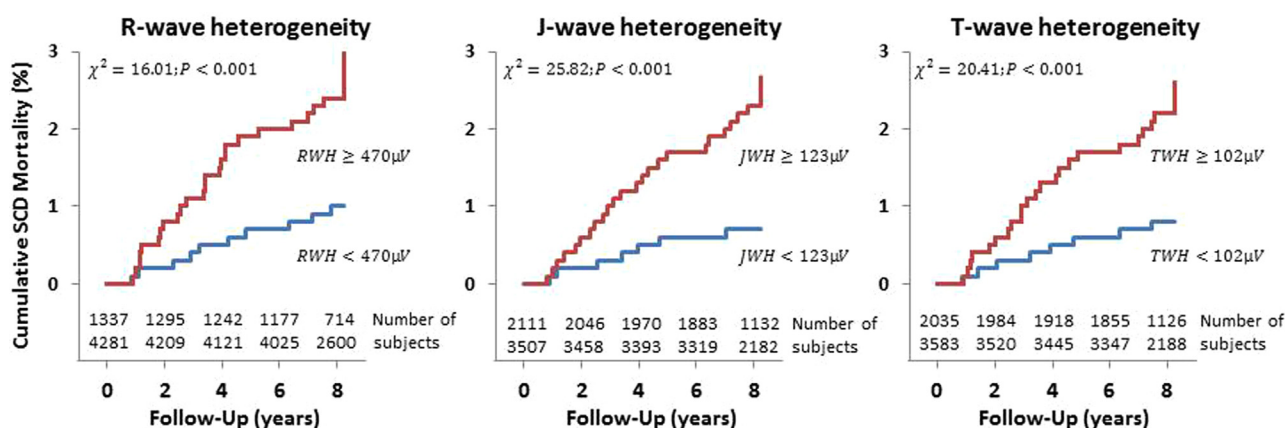 R-wave heterogeneity
J-wave heterogeneity
T-wave heterogeneity
Cumulative SCD Mortality (%)
3
2
1
0
χ² = 16.01; P < 0.001
RWH ≥ 470μV
RWH < 470μV
1337 1295 1242 1177 714 Number of
4281 4209 4121 4025 2600 subjects
0 2 4 6 8
Follow-Up (years)
3
2
1
0
χ² = 25.82; P < 0.001
JWH ≥ 123μV
JWH < 123μV
2111 2046 1970 1883 1132 Number of
3507 3458 3393 3319 2182 subjects
0 2 4 6 8
Follow-Up (years)
3
2
1
0
χ² = 20.41; P < 0.001
TWH ≥ 102μV
TWH < 102μV
2035 1984 1918 1855 1126 Number of
3583 3520 3445 3347 2188 subjects
0 2 4 6 8
Follow-Up (years)